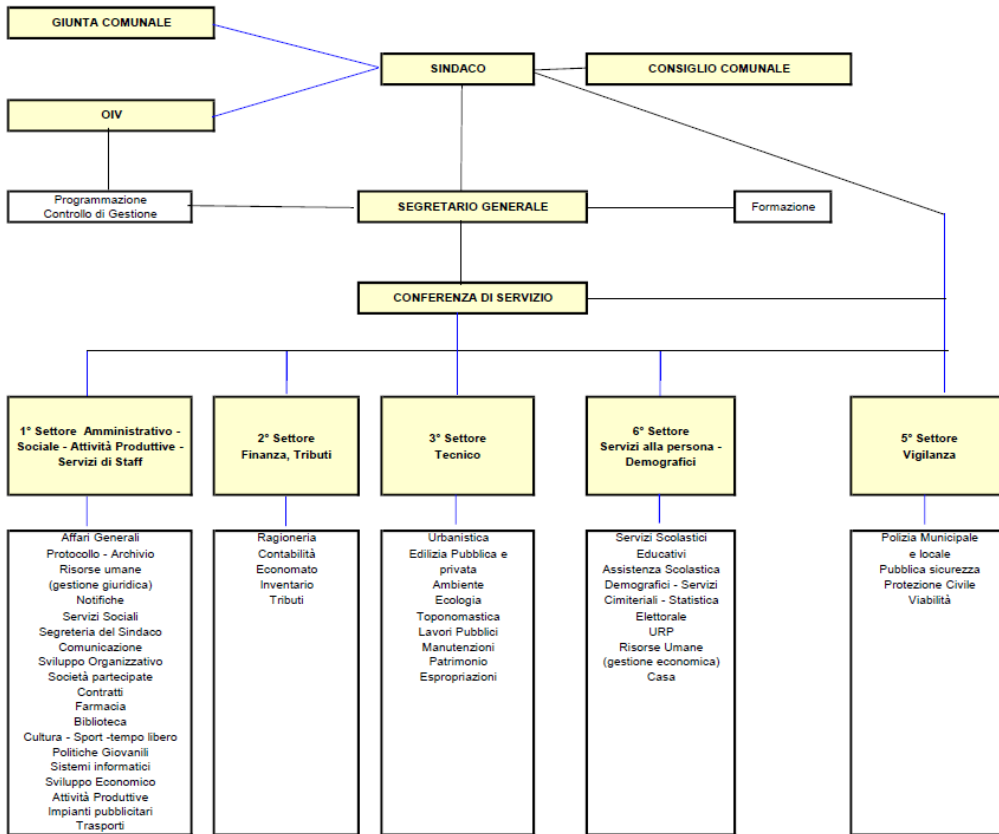 GIUNTA COMUNALE
SINDACO
CONSIGLIO COMUNALE
OIV
Programmazione
Controllo di Gestione
SEGRETARIO GENERALE
Formazione
CONFERENZA DI SERVIZIO
1° Settore Amministrativo -
Sociale - Attività Produttive -
Servizi di Staff
2° Settore
Finanza, Tributi
3° Settore
Tecnico
6° Settore
Servizi alla persona -
Demografici
5° Settore
Vigilanza
Affari Generali
Protocollo - Archivio
Risorse umane
(gestione giuridica)
Notifiche
Servizi Sociali
Segreteria del Sindaco
Comunicazione
Sviluppo Organizzativo
Società partecipate
Contratti
Farmacia
Biblioteca
Cultura - Sport -tempo libero
Politiche Giovanili
Sistemi informatici
Sviluppo Economico
Attività Produttive
Impianti pubblicitari
Trasporti
Ragioneria
Contabilità
Economato
Inventario
Tributi
Urbanistica
Edilizia Pubblica e
privata
Ambiente
Ecologia
Toponomastica
Lavori Pubblici
Manutenzioni
Patrimonio
Espropriazioni
Servizi Scolastici
Educativi
Assistenza Scolastica
Demografici - Servizi
Cimiteriali - Statistica
Elettorale
URP
Risorse Umane
(gestione economica)
Casa
Polizia Municipale
e locale
Pubblica sicurezza
Protezione Civile
Viabilità